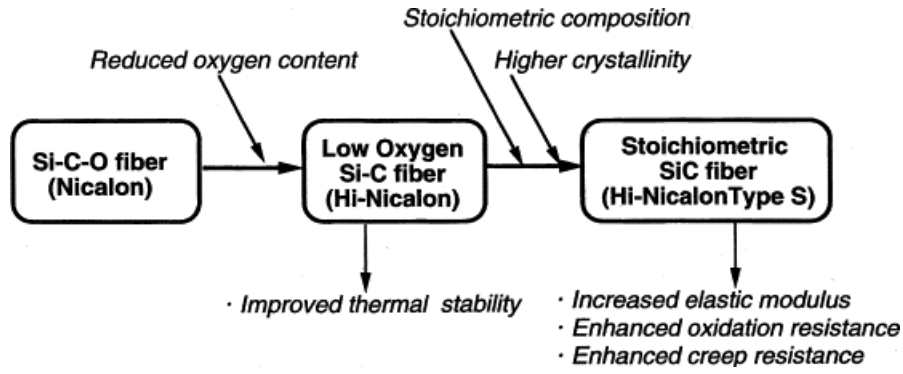 Stoichiometric composition
Reduced oxygen content
Higher crystallinity
Si-C-O fiber
(Nicalon)
Low Oxygen
Si-C fiber
(Hi-Nicalon)
Stoichiometric
SiC fiber
(Hi-NicalonType S)
· Improved thermal stability
· Increased elastic modulus
· Enhanced oxidation resistance
· Enhanced creep resistance